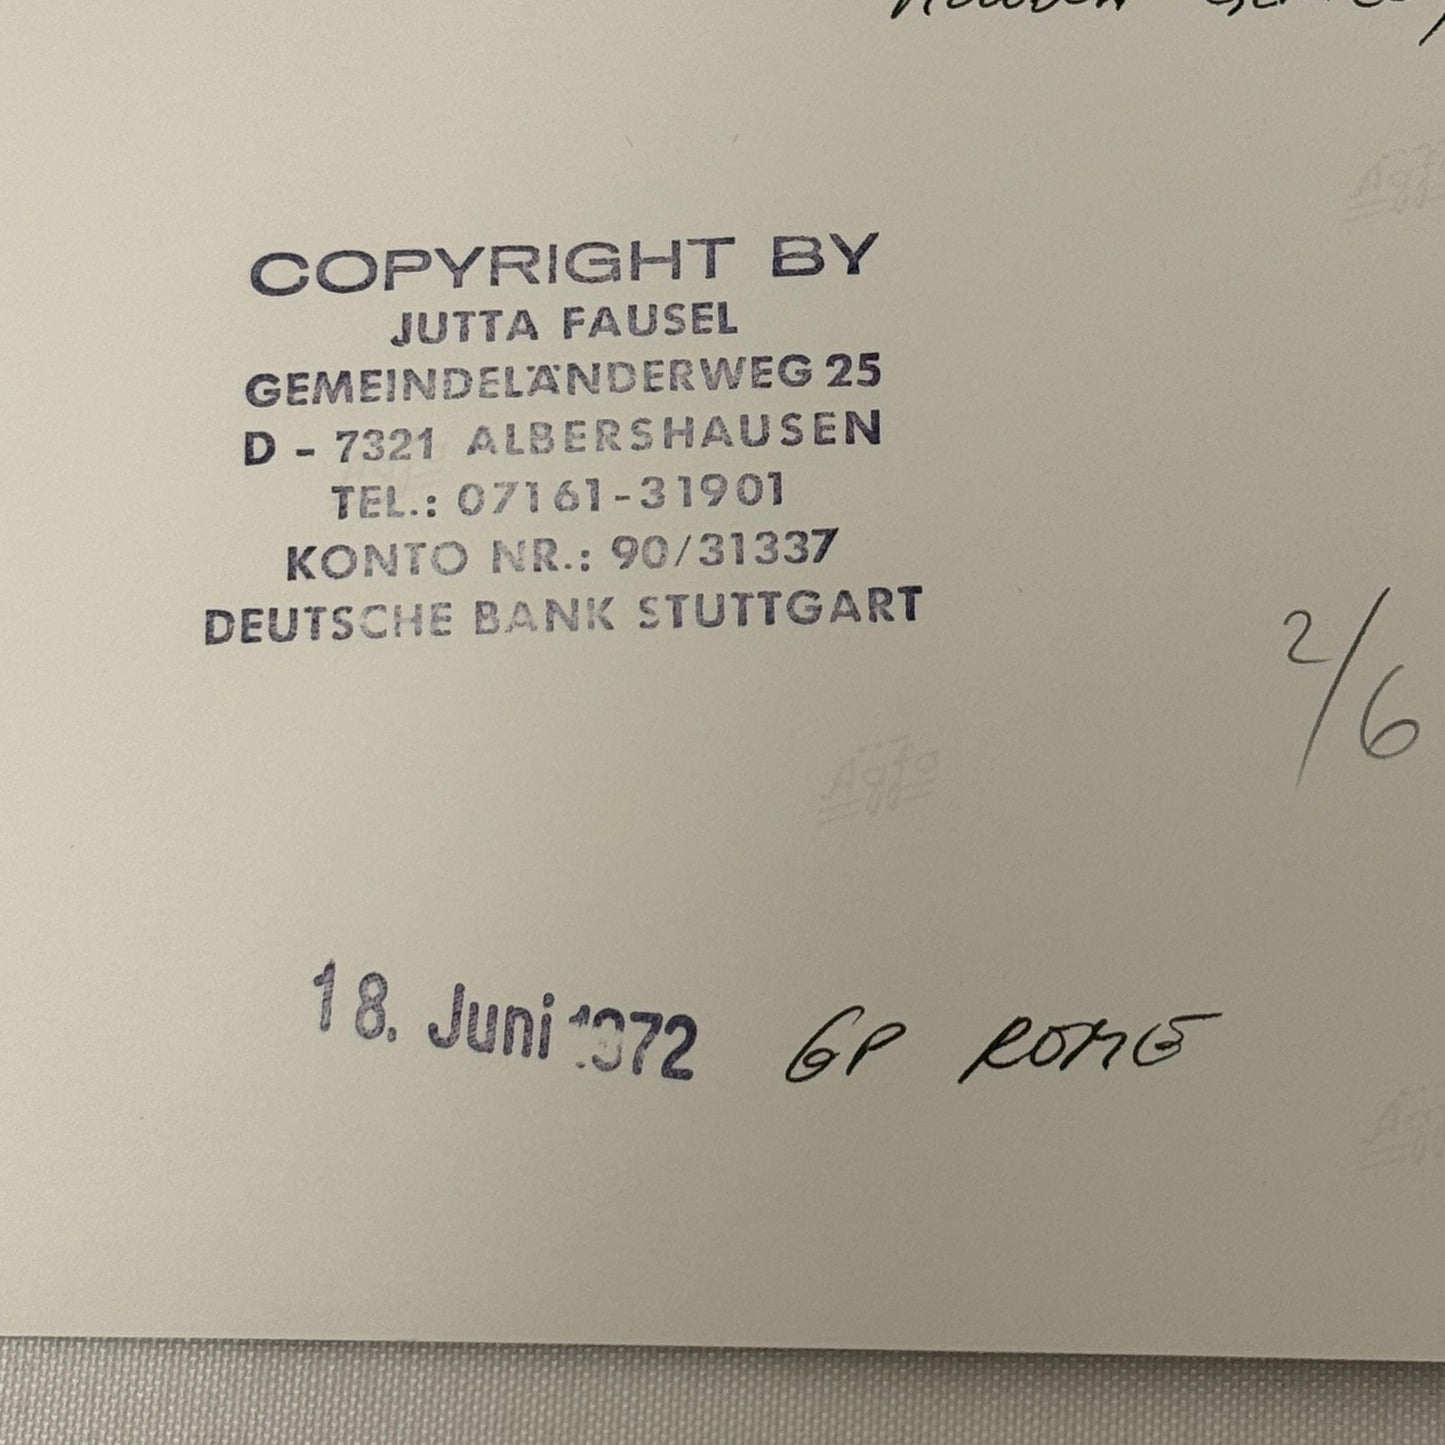 COPYRIGHT BY
JUTTA FAUSEL
GEMEINDELÄNDERWEG 25
D - 7321 ALBERSHAUSEN
TEL.: 07161-31901
KONTO NR.: 90/31337
DEUTSCHE BANK STUTTGART
2/6
Agfa
18. Juni 1972 GP ROME